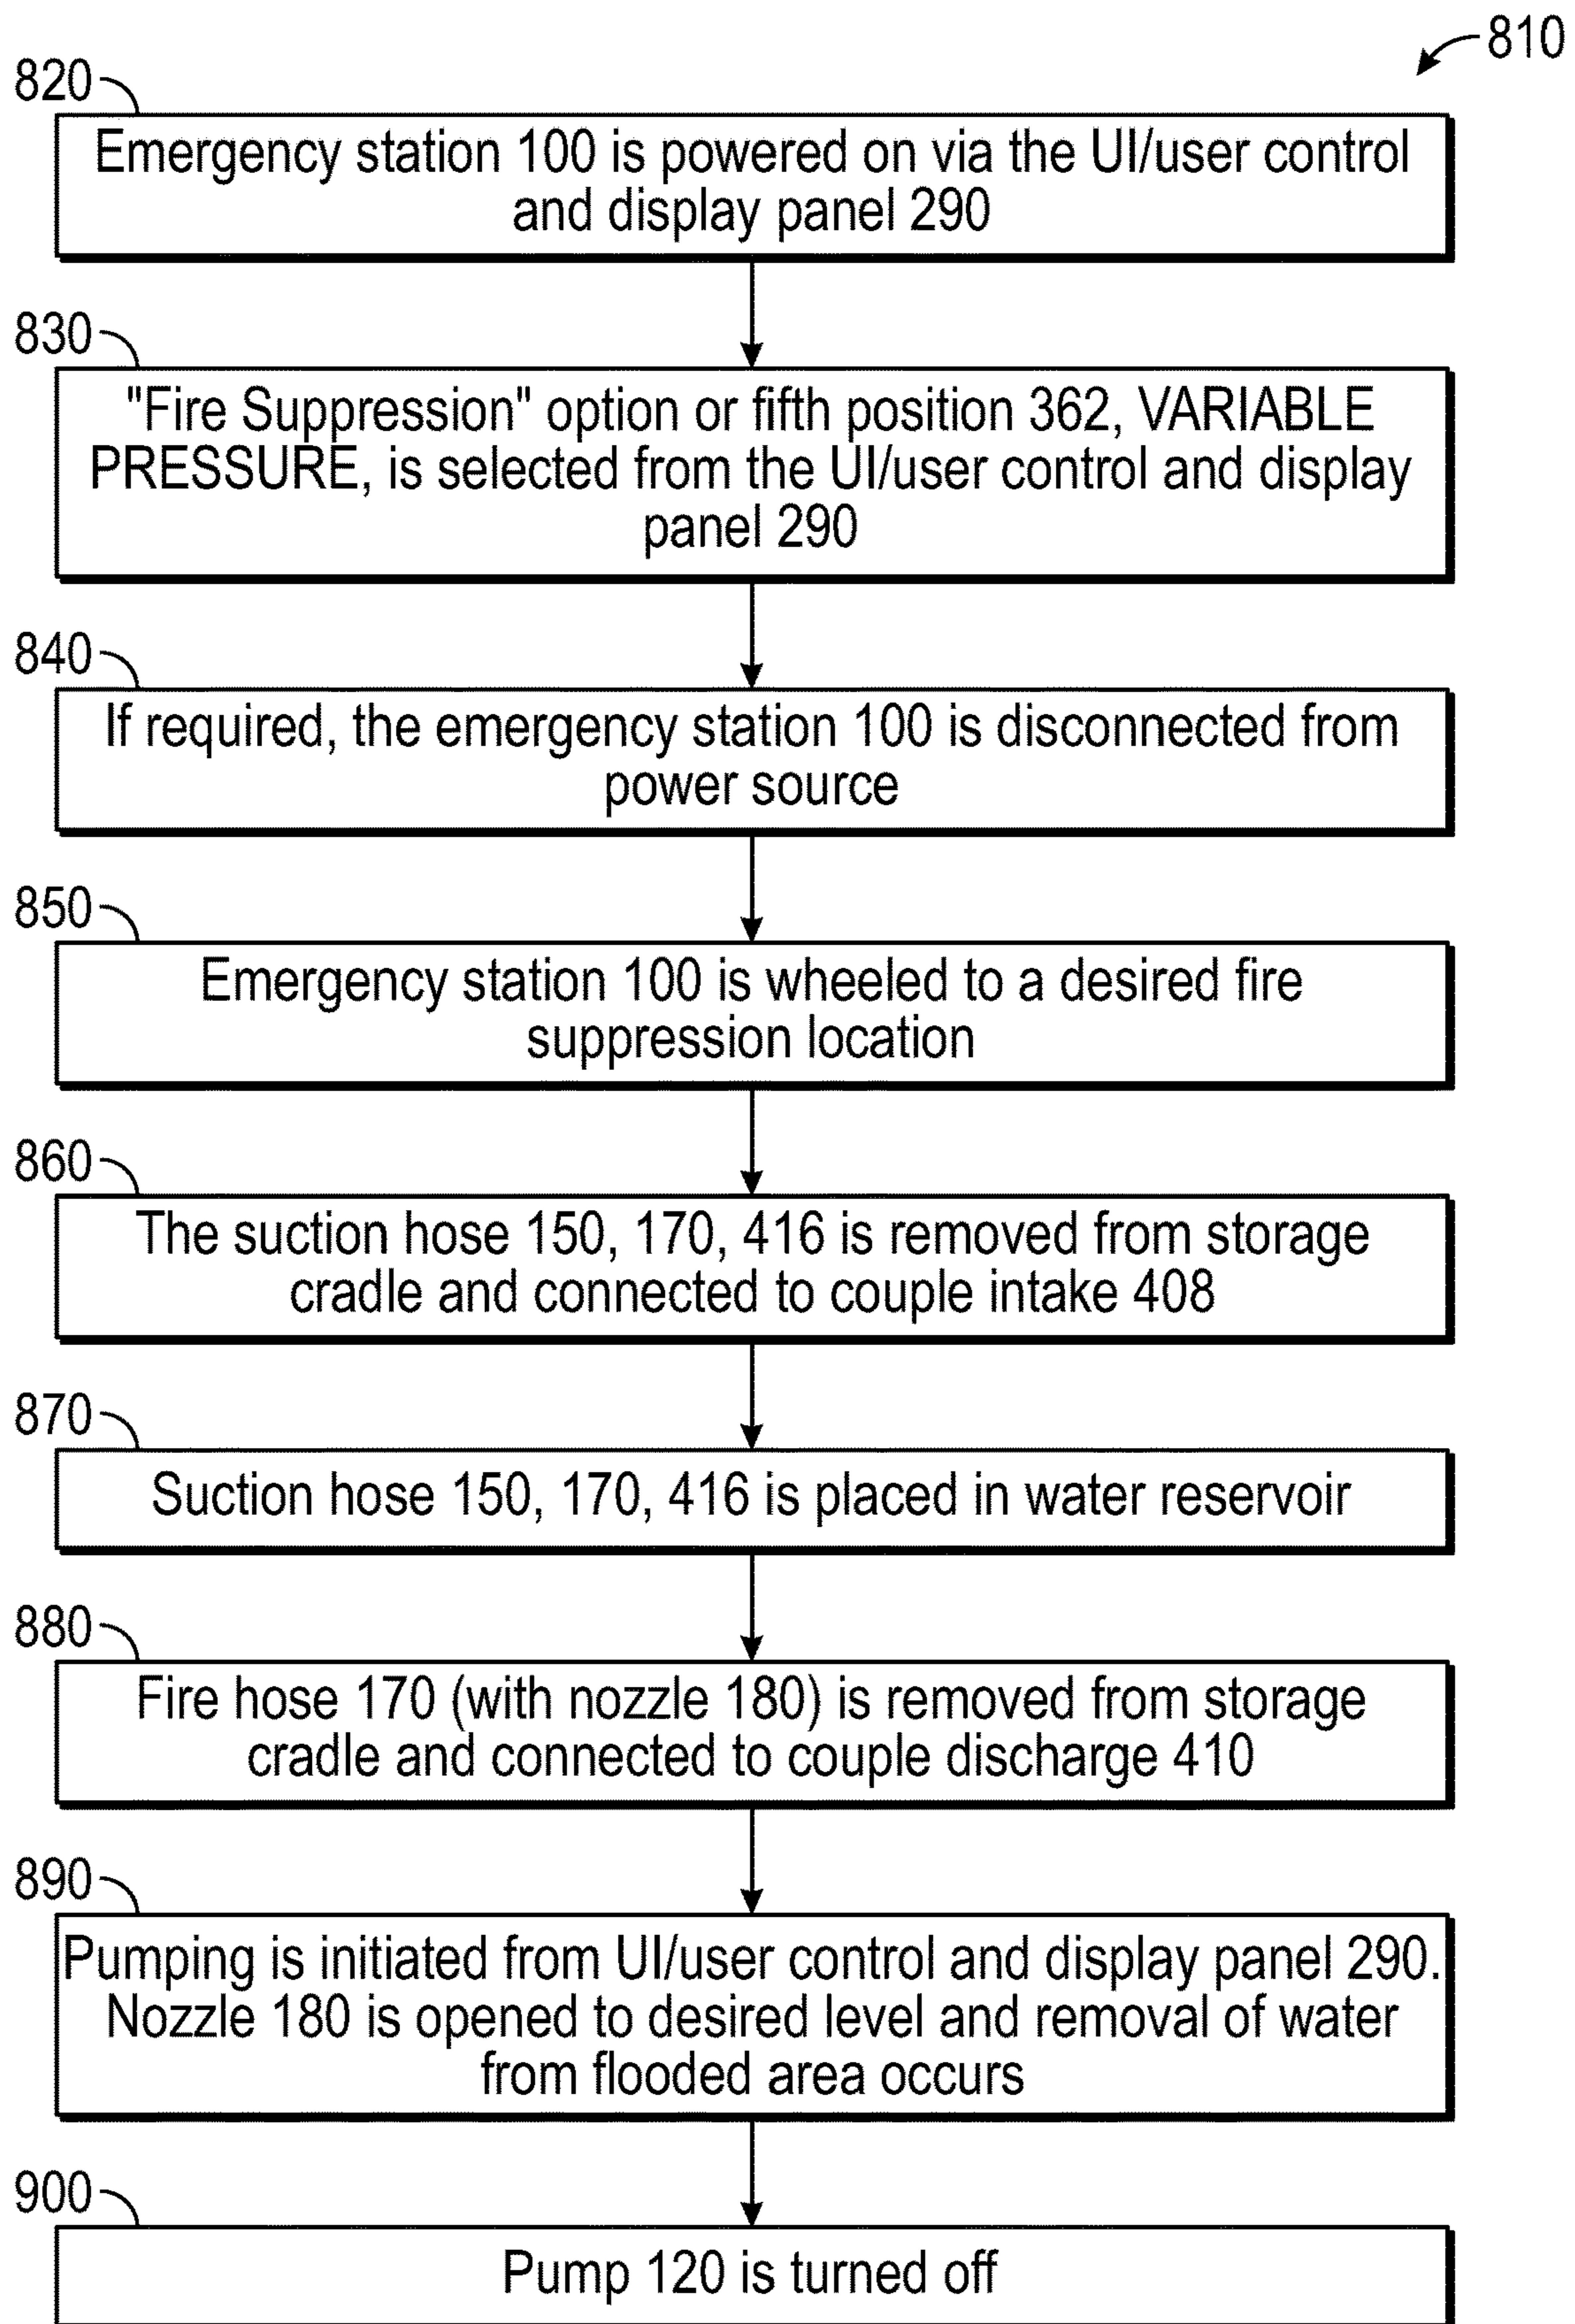 810
820
Emergency station 100 is powered on via the UI/user control
and display panel 290
830
"Fire Suppression" option or fifth position 362, VARIABLE
PRESSURE, is selected from the UI/user control and display
panel 290
840
If required, the emergency station 100 is disconnected from
power source
850
Emergency station 100 is wheeled to a desired fire
suppression location
860
The suction hose 150, 170, 416 is removed from storage
cradle and connected to couple intake 408
870
Suction hose 150, 170, 416 is placed in water reservoir
880
Fire hose 170 (with nozzle 180) is removed from storage
cradle and connected to couple discharge 410
890
Pumping is initiated from UI/user control and display panel 290.
Nozzle 180 is opened to desired level and removal of water
from flooded area occurs
900
Pump 120 is turned off